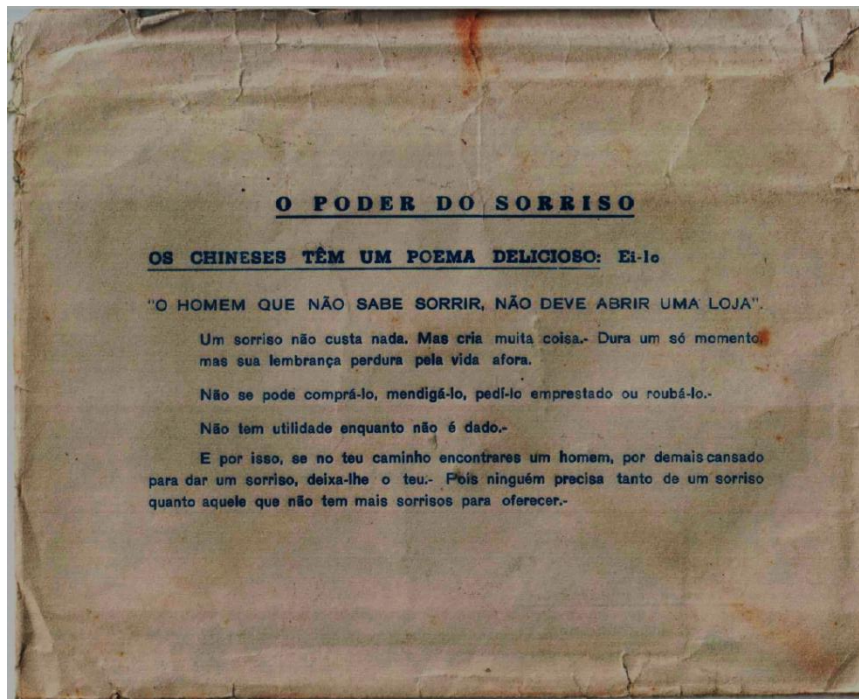 O PODER DO SORRISO
OS CHINESES TÊM UM POEMA DELICIOSO: Ei-lo
"O HOMEM QUE NÃO SABE SORRIR, NÃO DEVE ABRIR UMA LOJA".
Um sorriso não custa nada. Mas cria muita coisa.- Dura um só momento,
mas sua lembrança perdura pela vida afora.
Não se pode comprá-lo, mendigá-lo, pedí-lo emprestado ou roubá-lo.-
Não tem utilidade enquanto não é dado.-
E por isso, se no teu caminho encontrares um homem, por demais cansado
para dar um sorriso, deixa-lhe o teu.- Pois ninguém precisa tanto de um sorriso
quanto aquele que não tem mais sorrisos para oferecer.-